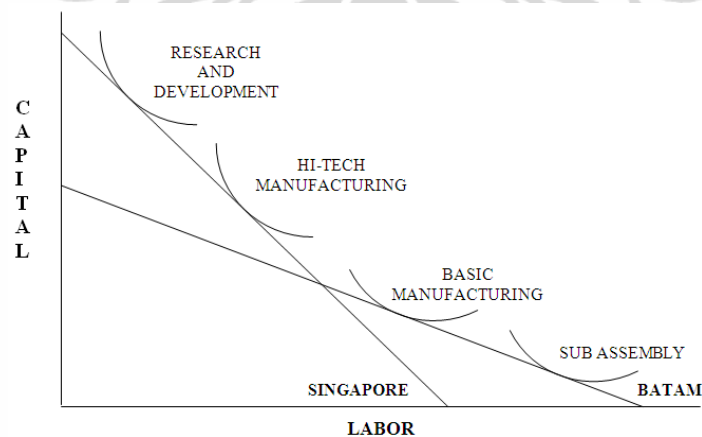 RESEARCH
AND
DEVELOPMENT
C
A
P
I
T
A
L
HI-TECH
MANUFACTURING
BASIC
MANUFACTURING
SUB ASSEMBLY
SINGAPORE
BATAM
LABOR